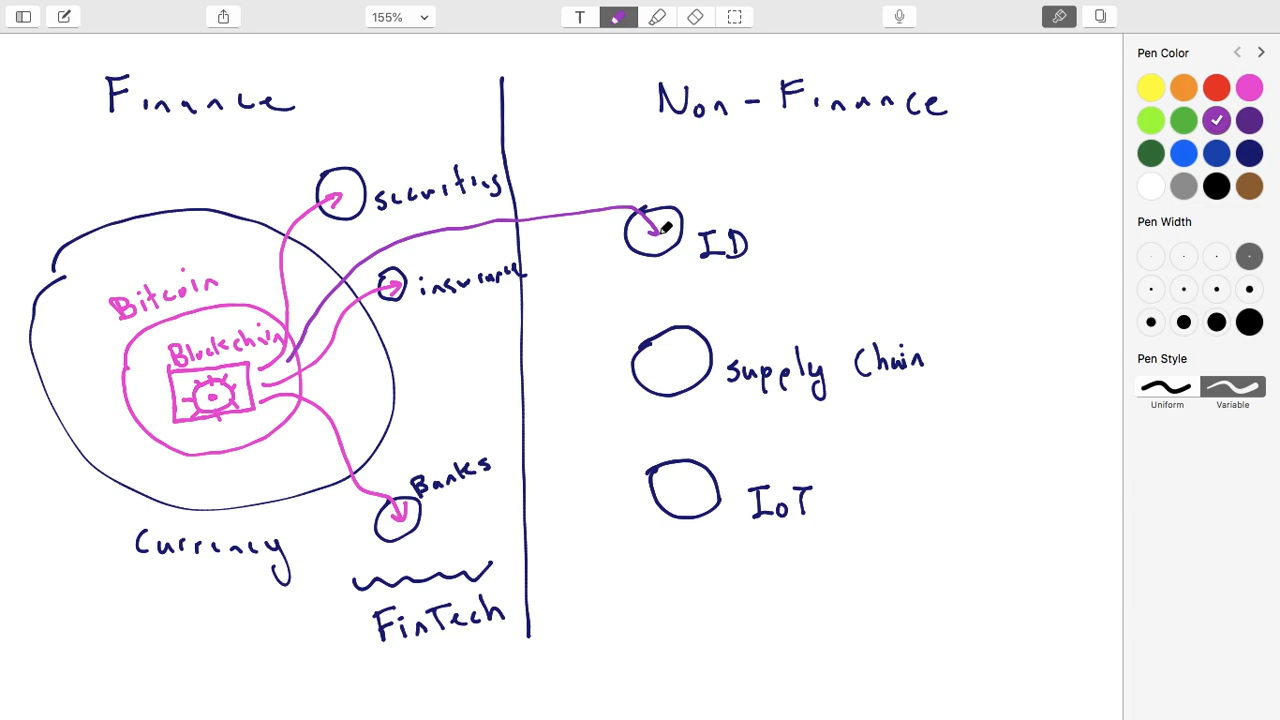 155%
T
Finance
Non-Finance
securities
ID
insurance
Bitcoin
Blockchain
supply Chain
Banks
IoT
Currency
FinTech
Pen Color
Pen Width
Pen Style
Uniform
Variable